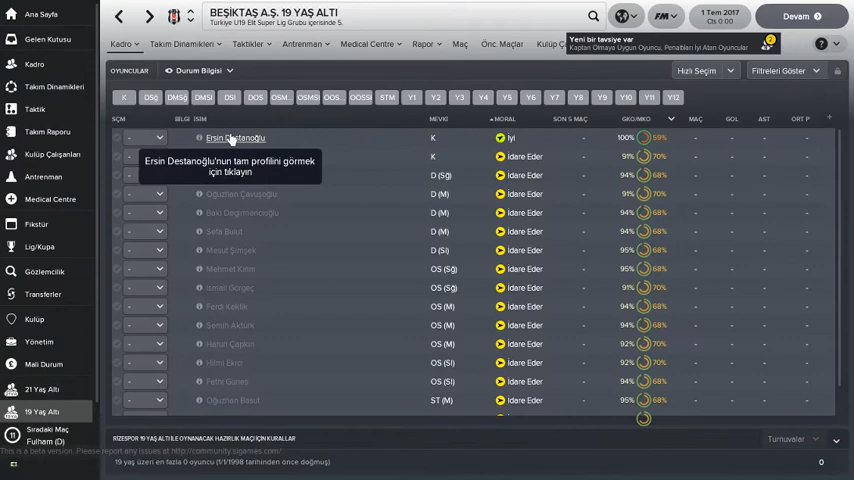 Ana Sayfa
BEŞİKTAŞ A.Ş. 19 YAŞ ALTI
Türkiye U19 Elit Süper Lig Grubu içerisinde 5.
FM
1 Tem 2017
Cts 0:00
Devam
Gelen Kutusu
Kadro
Takım Dinamikleri
Taktikler
Antrenman
Medical Centre
Rapor
Maç
Önc. Maçlar
Kulüp
Yeni bir tavsiye var
Kaptan Olmaya Uygun Oyuncu; Penaltıları İyi Atan Oyuncular
2
?
Kadro
Takım Dinamikleri
Taktik
Takım Raporu
Kulüp Çalışanları
Antrenman
Medical Centre
Fikstür
Lig/Kupa
Gözlemcilik
Transferler
Kulüp
Yönetim
Mali Durum
21 Yaş Altı
19 Yaş Altı
11
Sıradaki Maç
Fulham (D)
OYUNCULAR
Durum Bilgisi
Hızlı Seçim
Filtreleri Göster
K DSğ DMSğ DMSl DSl DOS OSM... OSMSl OOS... OOSSl STM Y1 Y2 Y3 Y4 Y5 Y6 Y7 Y8 Y9 Y10 Y11 Y12
SÇM BİLGİ İSİM MEVKİ MORAL SON 5 MAÇ GKO/MKO MAÇ GOL AST ORT P +
- Ersin Destanoğlu K İyi - 100% 59% - - - -
K İdare Eder - 91% 70% - - - -
Ersin Destanoğlu'nun tam profilini görmek
için tıklayın
D (Sğ) İdare Eder - 94% 68% - - - -
- Oğuzhan Çavuşoğlu D (M) İdare Eder - 91% 70% - - - -
- Baki Değirmencioğlu D (M) İdare Eder - 94% 68% - - - -
- Sefa Bulut D (M) İdare Eder - 94% 68% - - - -
- Mesut Şimşek D (Sl) İdare Eder - 95% 68% - - - -
- Mehmet Kirim OS (Sğ) İdare Eder - 95% 68% - - - -
- İsmail Görgeç OS (Sğ) İdare Eder - 91% 70% - - - -
- Ferdi Keklik OS (M) İdare Eder - 94% 68% - - - -
- Semih Aktürk OS (M) İdare Eder - 94% 68% - - - -
- Harun Çapkın OS (M) İdare Eder - 92% 70% - - - -
- Hilmi Ekici OS (Sl) İdare Eder - 92% 70% - - - -
- Fethi Güneş OS (Sl) İdare Eder - 94% 68% - - - -
- Oğuzhan Basut ST (M) İdare Eder - 95% 68% - - - -
RİZESPOR 19 YAŞ ALTI İLE OYNANACAK HAZIRLIK MAÇI İÇİN KURALLAR
Turnuvalar
This is a beta version. Please report any issues at http://community.sigames.com/
19 yaş üzeri en fazla 0 oyuncu (1/1/1998 tarihinden önce doğmuş)
0